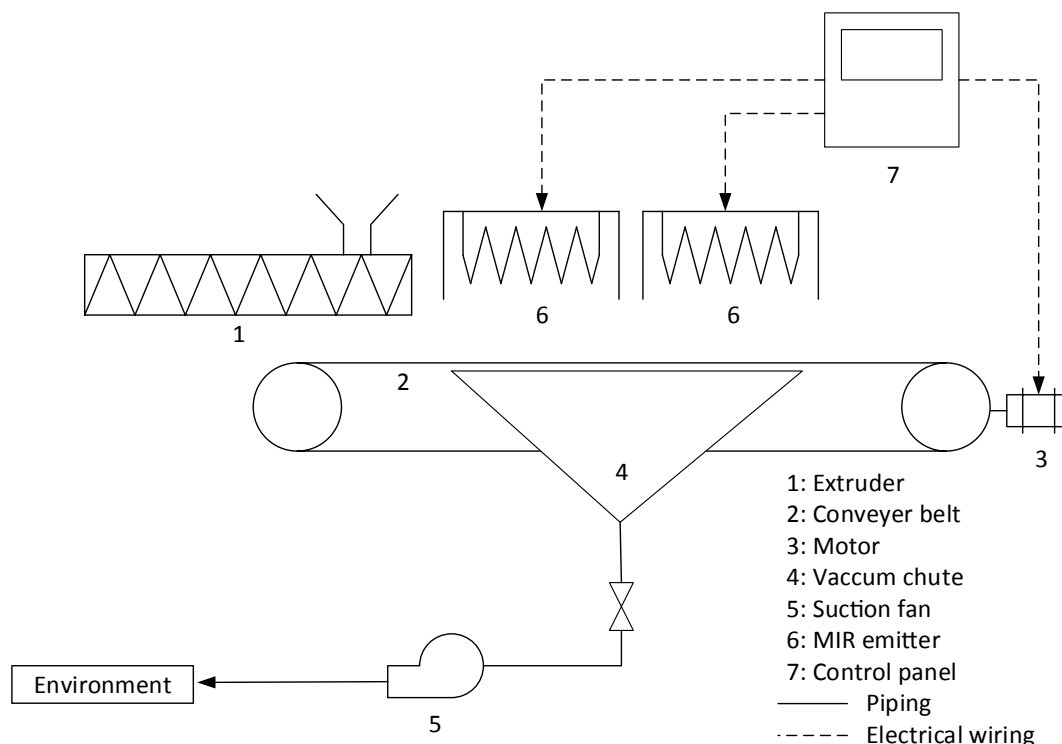 7
1
6
6
2
4
3
5
Environment
1: Extruder
2: Conveyer belt
3: Motor
4: Vaccum chute
5: Suction fan
6: MIR emitter
7: Control panel
Piping
Electrical wiring